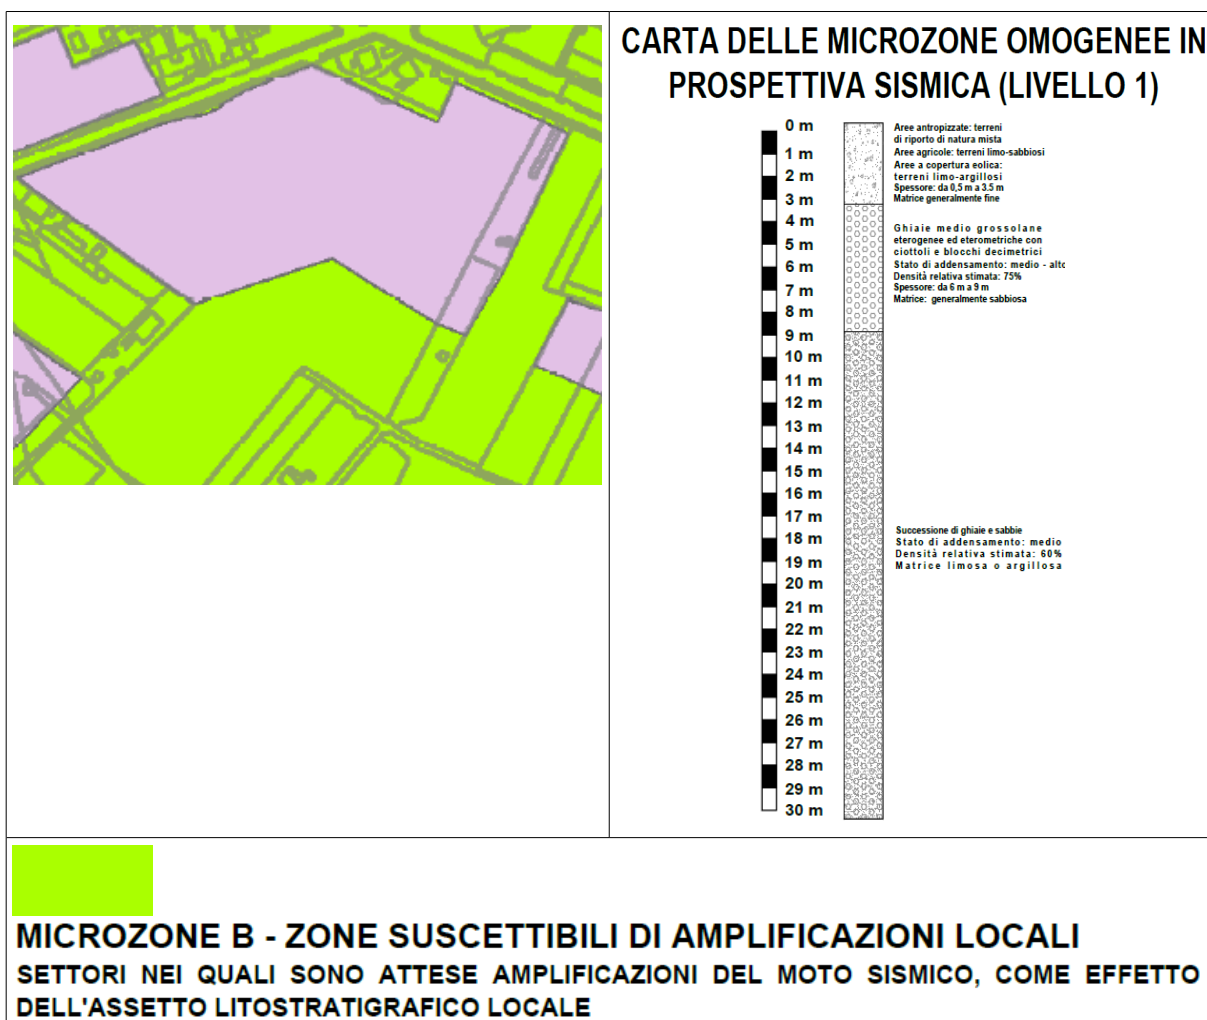 CARTA DELLE MICROZONE OMOGENEE IN
PROSPETTIVA SISMICA (LIVELLO 1)
0 m
1 m
2 m
3 m
4 m
5 m
6 m
7 m
8 m
9 m
10 m
11 m
12 m
13 m
14 m
15 m
16 m
17 m
18 m
19 m
20 m
21 m
22 m
23 m
24 m
25 m
26 m
27 m
28 m
29 m
30 m
Aree antropizzate: terreni
di riporto di natura mista
Aree agricole: terreni limo-sabbiosi
Aree a copertura eolica:
terreni limo-argillosi
Spessore: da 0,5 m a 3.5 m
Matrice generalmente fine
Ghiaie medio grossolane
eterogenee ed eterometriche con
ciottoli e blocchi decimetrici
Stato di addensamento: medio - alto
Densità relativa stimata: 75%
Spessore: da 6 m a 9 m
Matrice: generalmente sabbiosa
Successione di ghiaie e sabbie
Stato di addensamento: medio
Densità relativa stimata: 60%
Matrice limosa o argillosa
MICROZONE B - ZONE SUSCETTIBILI DI AMPLIFICAZIONI LOCALI
SETTORI NEI QUALI SONO ATTESE AMPLIFICAZIONI DEL MOTO SISMICO, COME EFFETTO
DELL'ASSETTO LITOSTRATIGRAFICO LOCALE